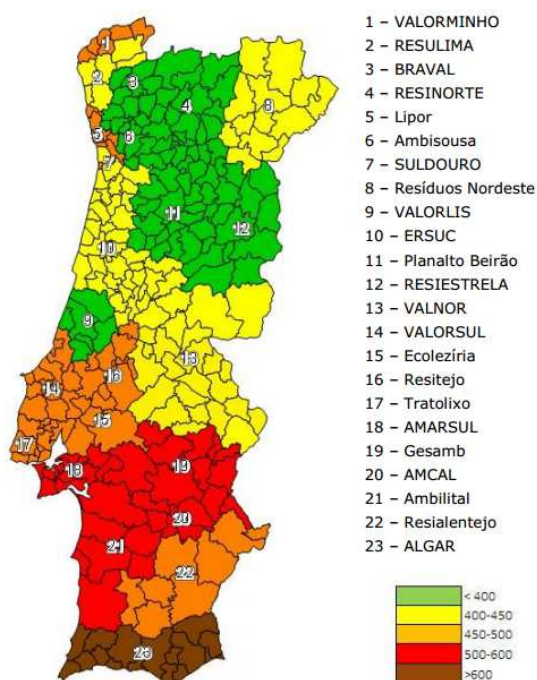 1 – VALORMINHO
2 – RESULIMA
3 – BRAVAL
4 – RESINORTE
5 – Lipor
6 – Ambisousa
7 – SULDOURO
8 – Resíduos Nordeste
9 – VALORLIS
10 – ERSUC
11 – Planalto Beirão
12 – RESIESTRELA
13 – VALNOR
14 – VALORSUL
15 – Ecolezíria
16 – Resitejo
17 – Tratolixo
18 – AMARSUL
19 – Gesamb
20 – AMCAL
21 – Ambilital
22 – Resialentejo
23 – ALGAR
< 400
400-450
450-500
500-600
>600
1
2
3
4
8
5
6
7
11
12
10
9
13
16
14
15
17
18
19
20
21
22
23